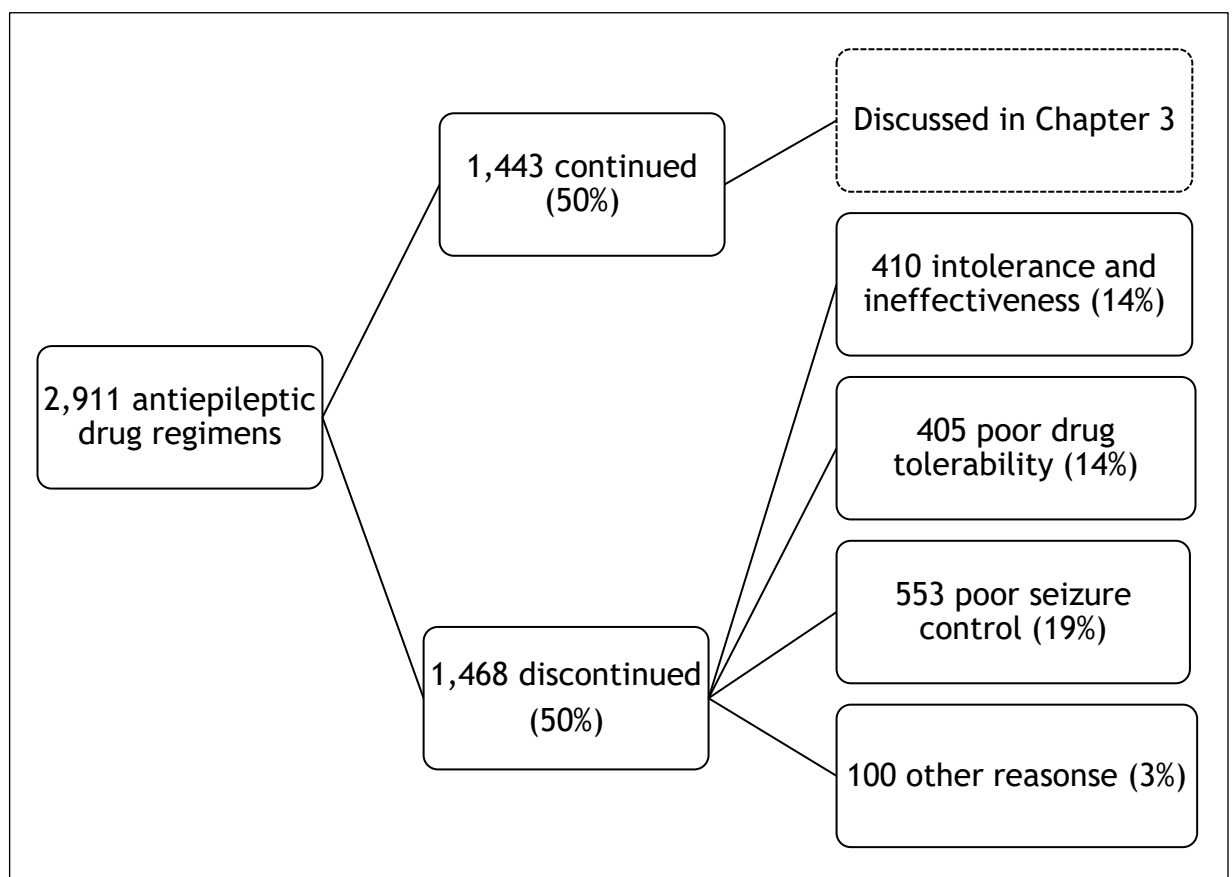 2,911 antiepileptic
drug regimens
1,443 continued
(50%)
1,468 discontinued
(50%)
Discussed in Chapter 3
410 intolerance and
ineffectiveness (14%)
405 poor drug
tolerability (14%)
553 poor seizure
control (19%)
100 other reasonse (3%)